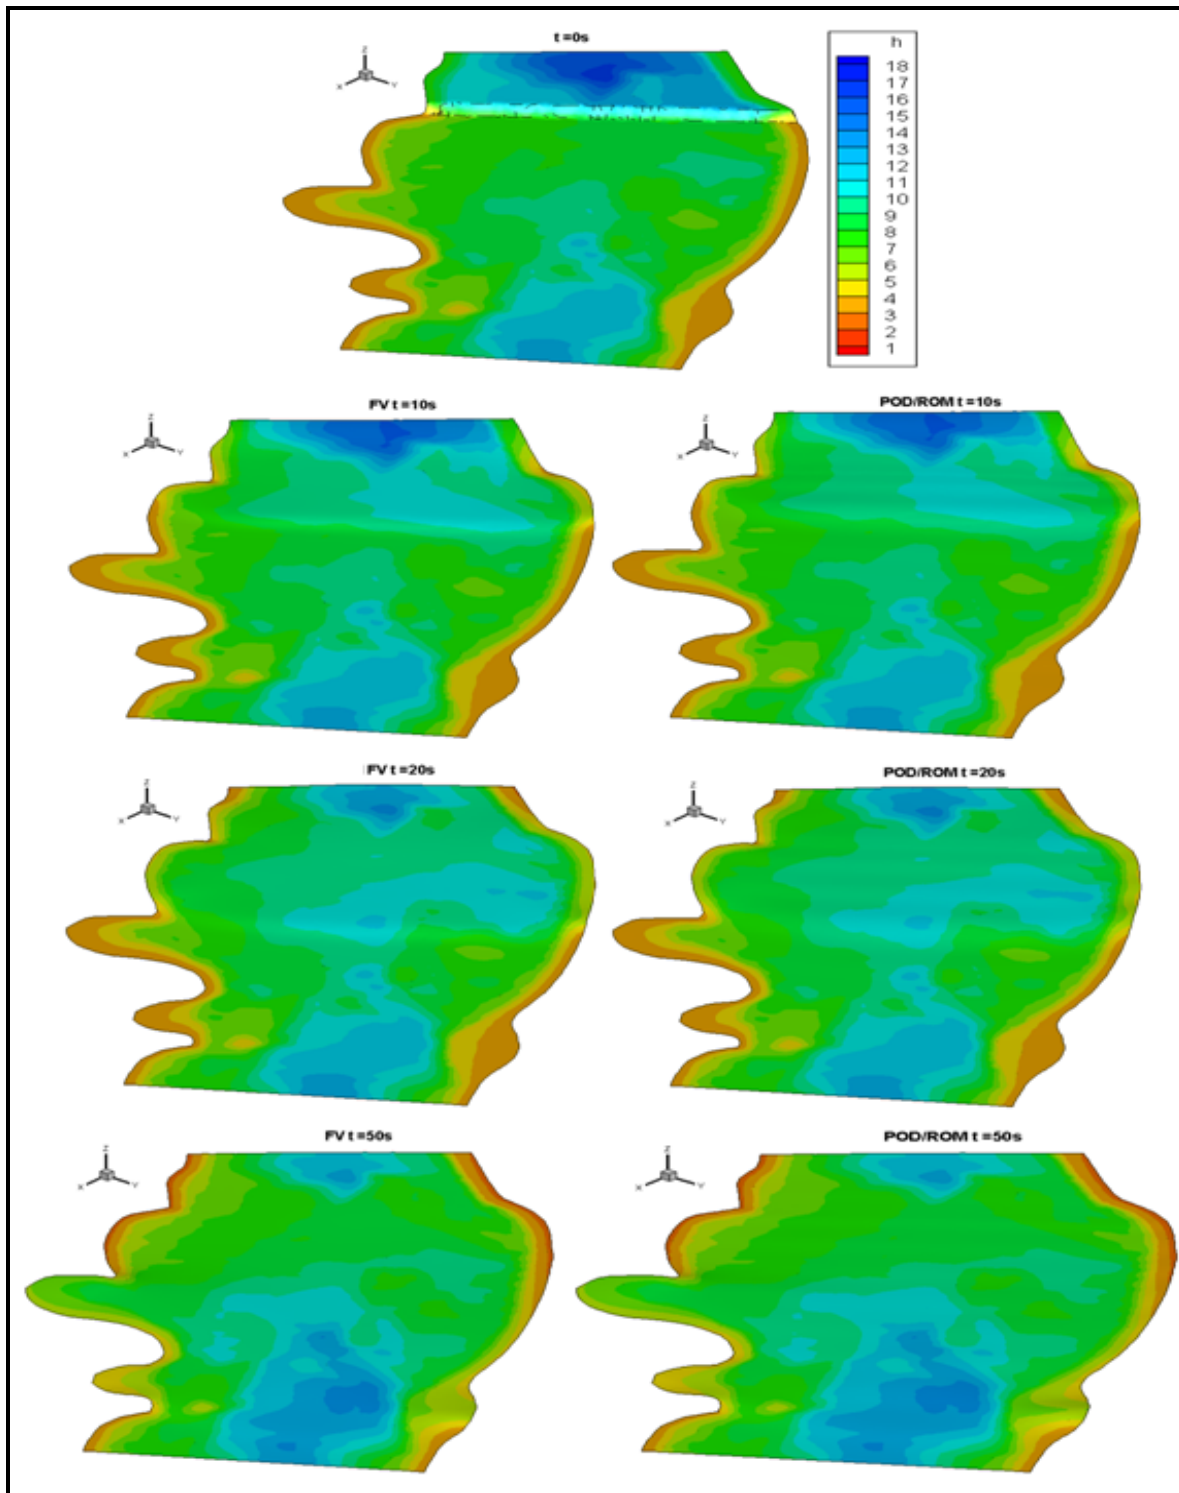 t =0s
h
18
17
16
15
14
13
12
11
10
9
8
7
6
5
4
3
2
1
Z
X
Y
FV t =10s
POD/ROM t =10s
Z
X
Y
Z
X
Y
FV t =20s
POD/ROM t =20s
Z
X
Y
Z
X
Y
FV t =50s
POD/ROM t =50s
Z
X
Y
Z
X
Y